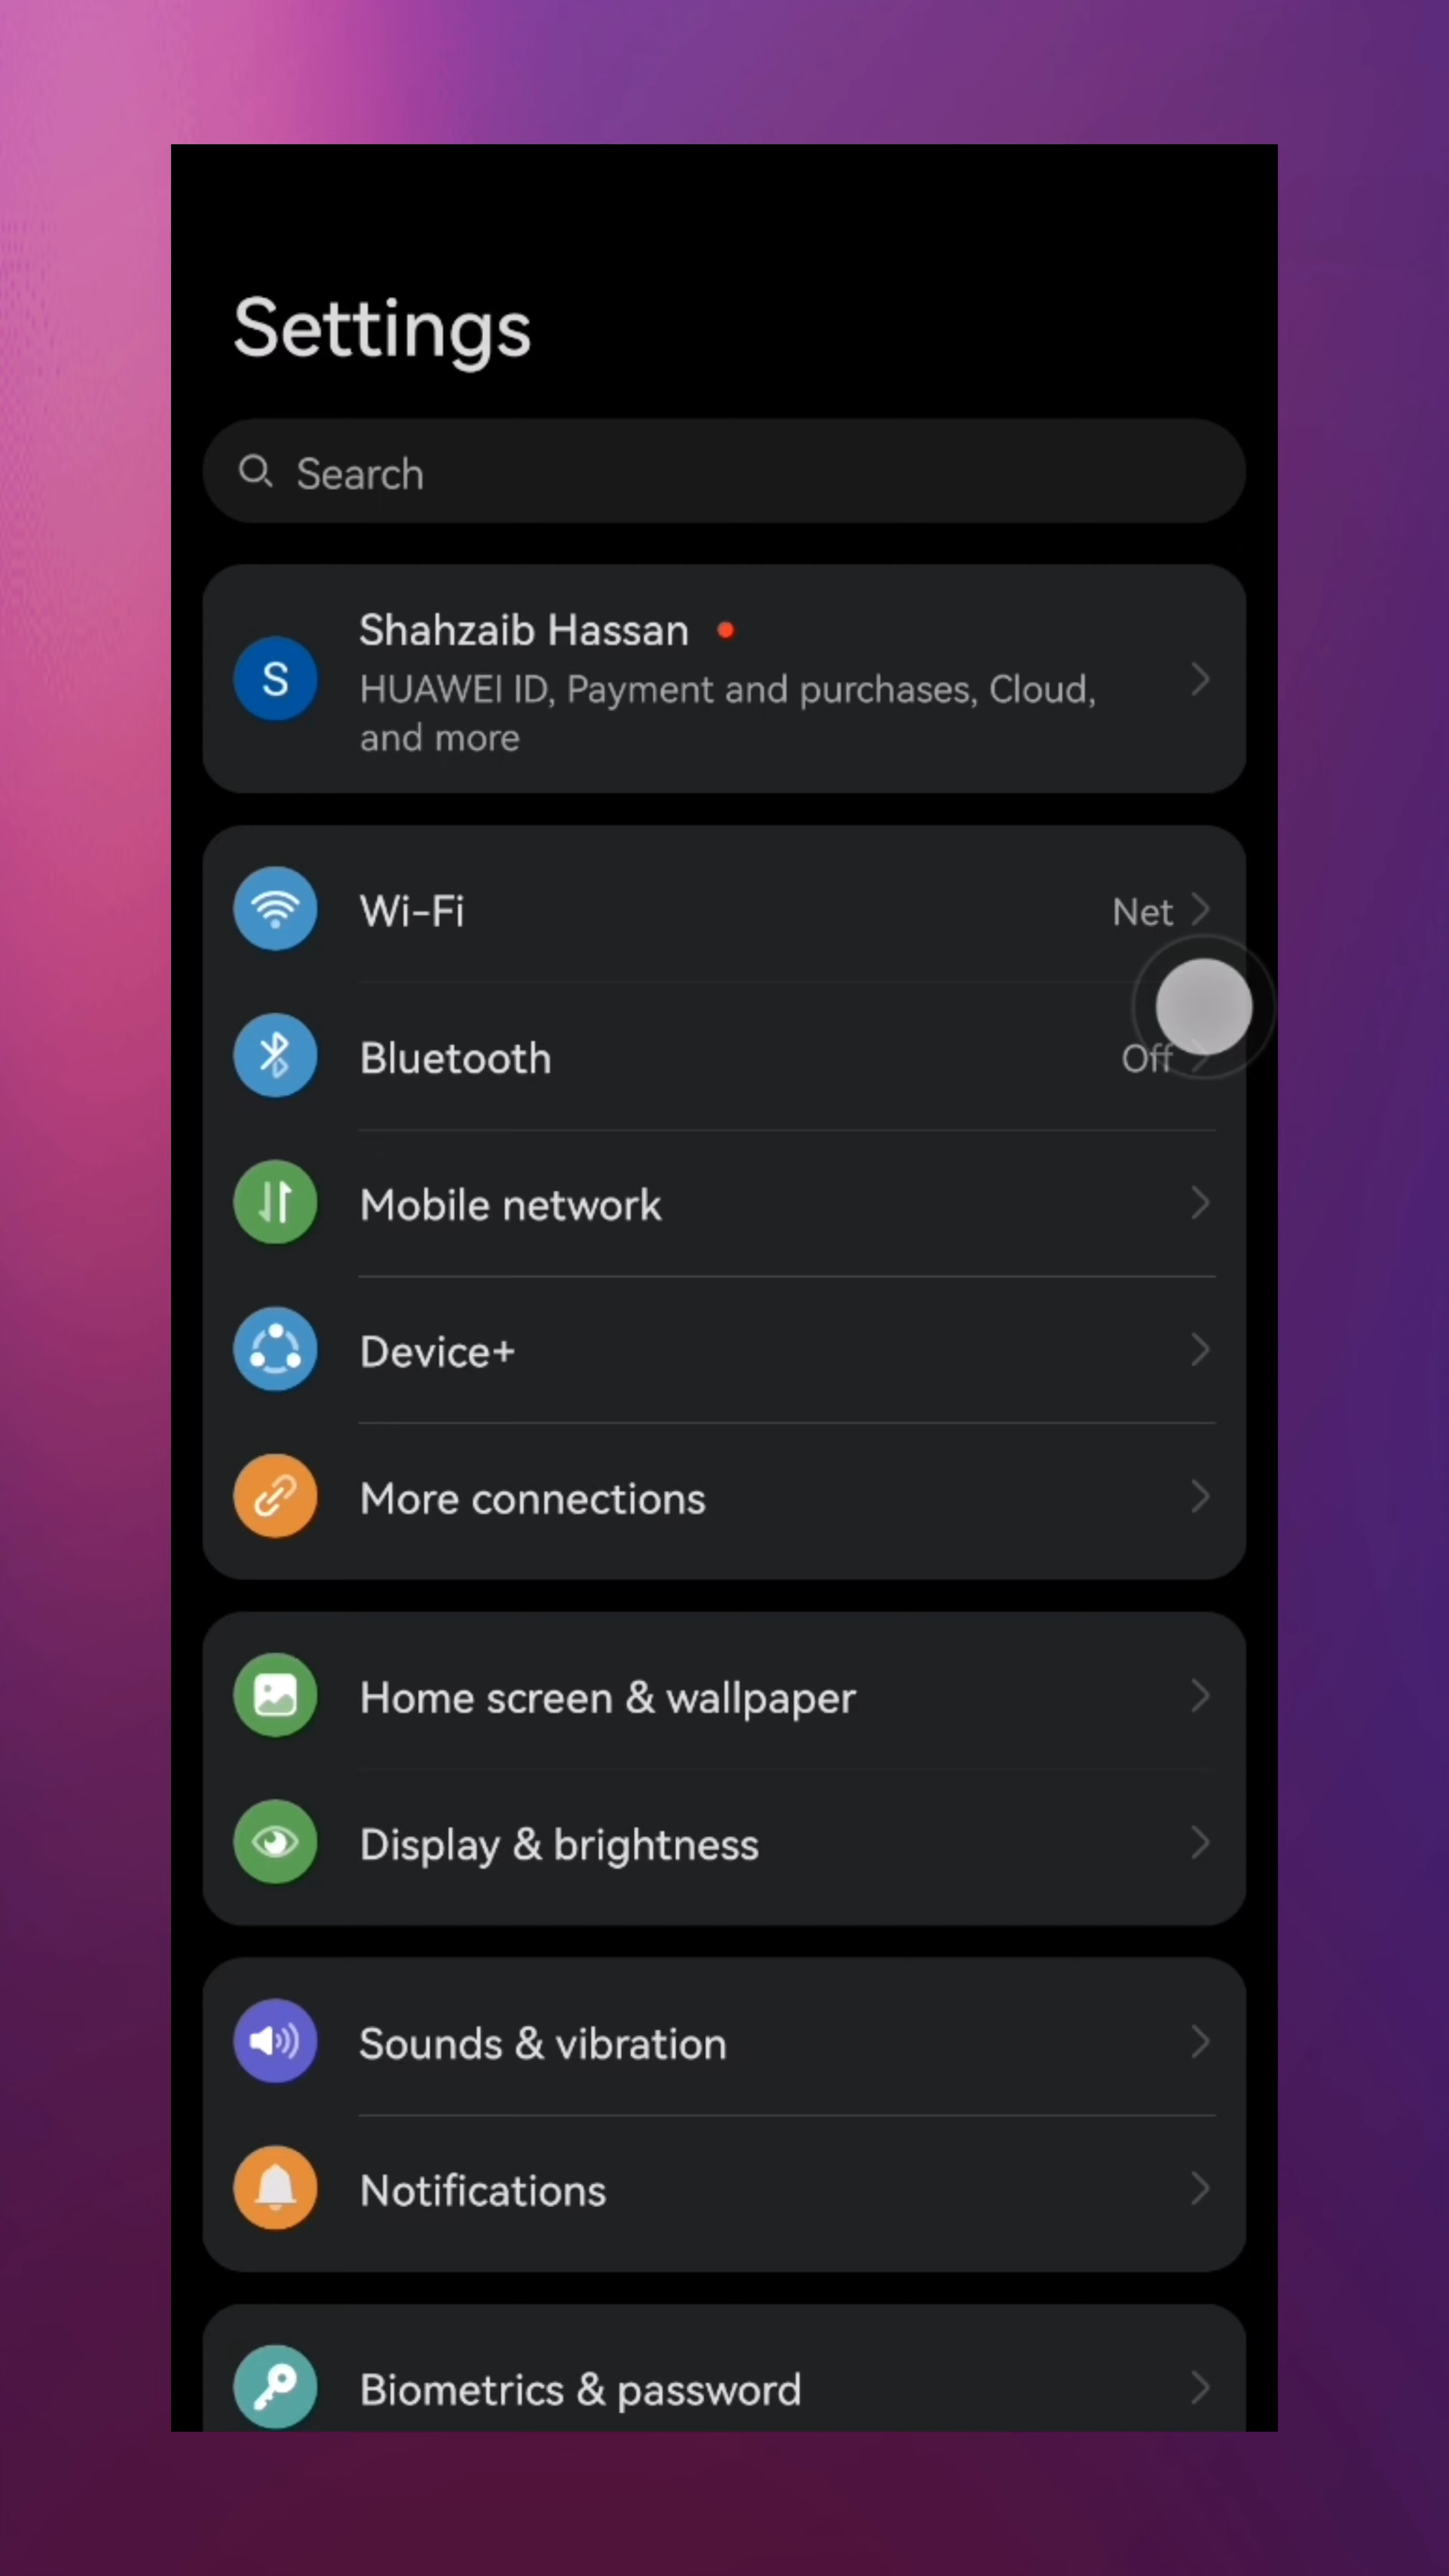 Settings
Search
Shahzaib Hassan
HUAWEI ID, Payment and purchases, Cloud,
and more
S
Wi-Fi
Net
Bluetooth
Off
Mobile network
Device+
More connections
Home screen & wallpaper
Display & brightness
Sounds & vibration
Notifications
Biometrics & password